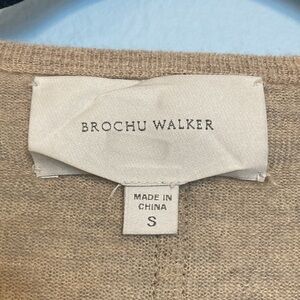 BROCHU WALKER
MADE IN
CHINA
S